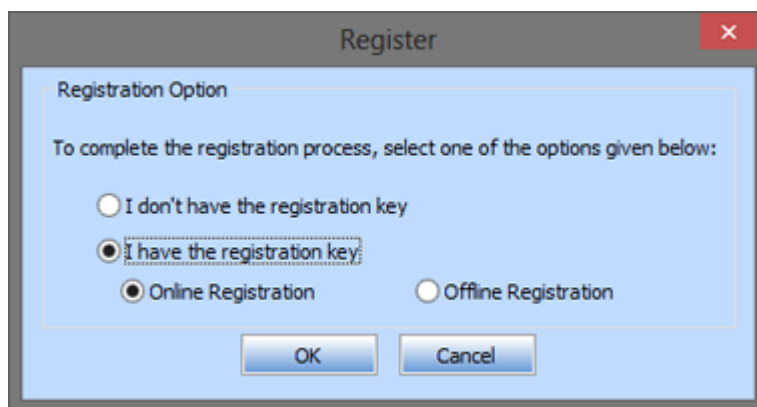 Register
Registration Option
To complete the registration process, select one of the options given below:
I don't have the registration key
I have the registration key
Online Registration Offline Registration
OK Cancel